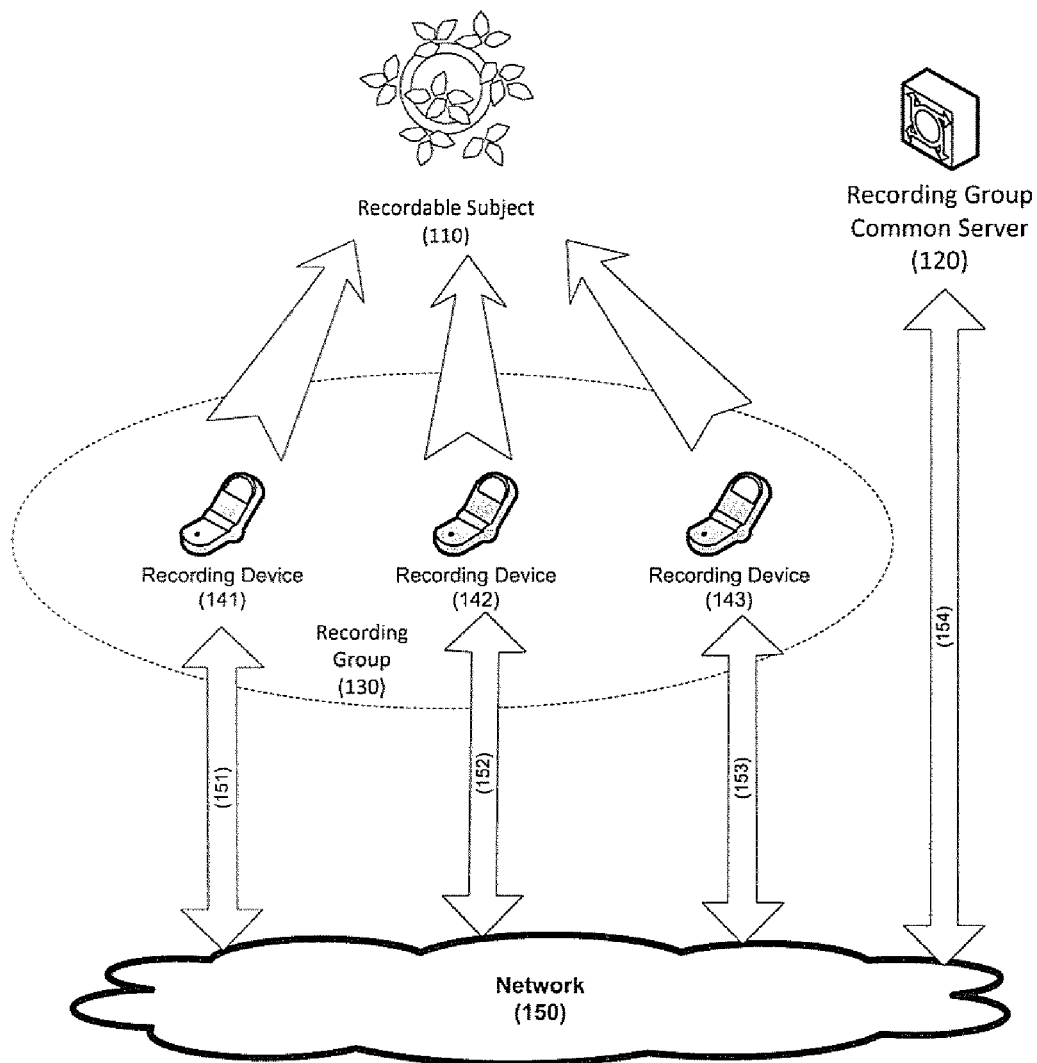 Recordable Subject
(110)
Recording Group
Common Server
(120)
Recording Device
(141)
Recording Device
(142)
Recording Device
(143)
Recording
Group
(130)
(151)
(152)
(153)
(154)
Network
(150)